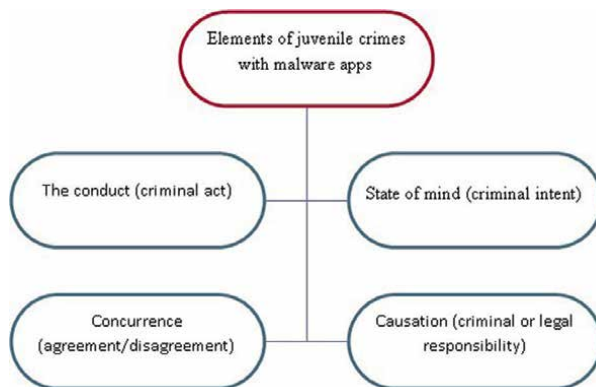 Elements of juvenile crimes
with malware apps
The conduct (criminal act)
State of mind (criminal intent)
Concurrence
(agreement/disagreement)
Causation (criminal or legal
responsibility)